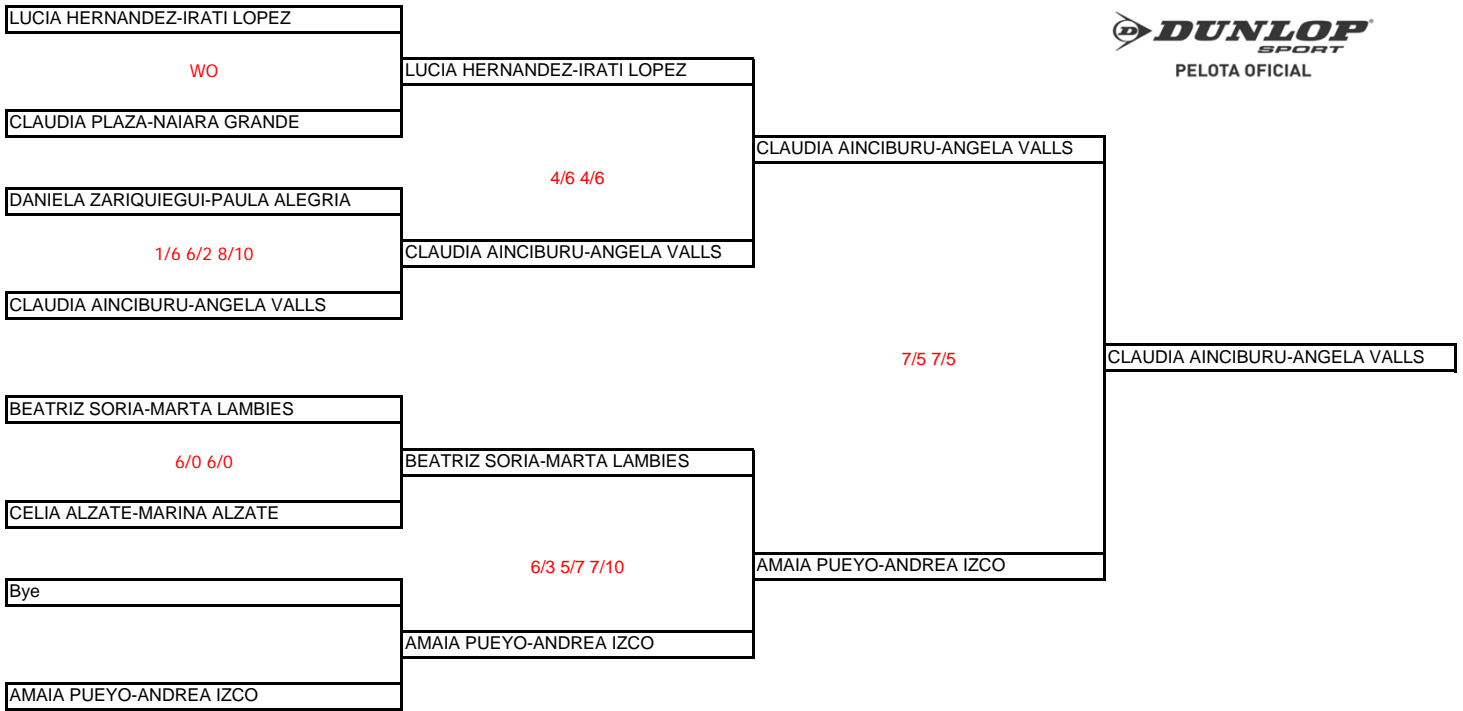 LUCIA HERNANDEZ-IRATI LOPEZ
DUNLOP
SPORT
WO
LUCIA HERNANDEZ-IRATI LOPEZ
PELOTA OFICIAL
CLAUDIA PLAZA-NAIARA GRANDE
CLAUDIA AINCIBURU-ANGELA VALLS
4/6 4/6
DANIELA ZARIQUIEGUI-PAULA ALEGRIA
1/6 6/2 8/10
CLAUDIA AINCIBURU-ANGELA VALLS
CLAUDIA AINCIBURU-ANGELA VALLS
7/5 7/5
CLAUDIA AINCIBURU-ANGELA VALLS
BEATRIZ SORIA-MARTA LAMBIES
6/0 6/0
BEATRIZ SORIA-MARTA LAMBIES
CELIA ALZATE-MARINA ALZATE
6/3 5/7 7/10
AMAIA PUEYO-ANDREA IZCO
Bye
AMAIA PUEYO-ANDREA IZCO
AMAIA PUEYO-ANDREA IZCO